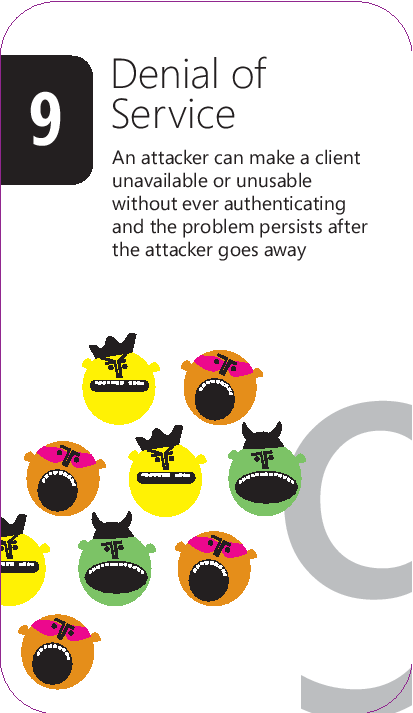 9
Denial of
Service
An attacker can make a client
unavailable or unusable
without ever authenticating
and the problem persists after
the attacker goes away
9